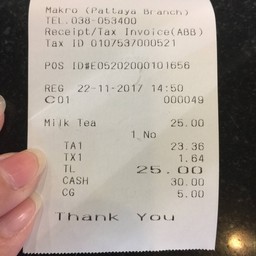 Makro (Pattaya Branch)
TEL.038-053400
Receipt/Tax Invoice(ABB)
Tax ID 0107537000521
POS ID#E05202000101656
REG 22-11-2017 14:50
C01 000049
Milk Tea 25.00
1 No
TA1 23.36
TX1 1.64
TL 25.00
CASH 30.00
CG 5.00
Thank You